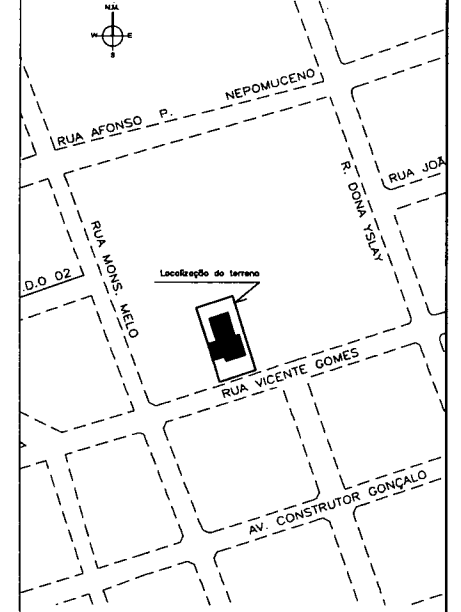 N.M.
W E
S
RUA AFONSO P. NEPOMUCENO
R. DONA YSLAY
RUA JOÃ
RUA MONS. MELO
.D.O 02
Localização do terreno
RUA VICENTE GOMES
AV. CONSTRUTOR GONÇALO